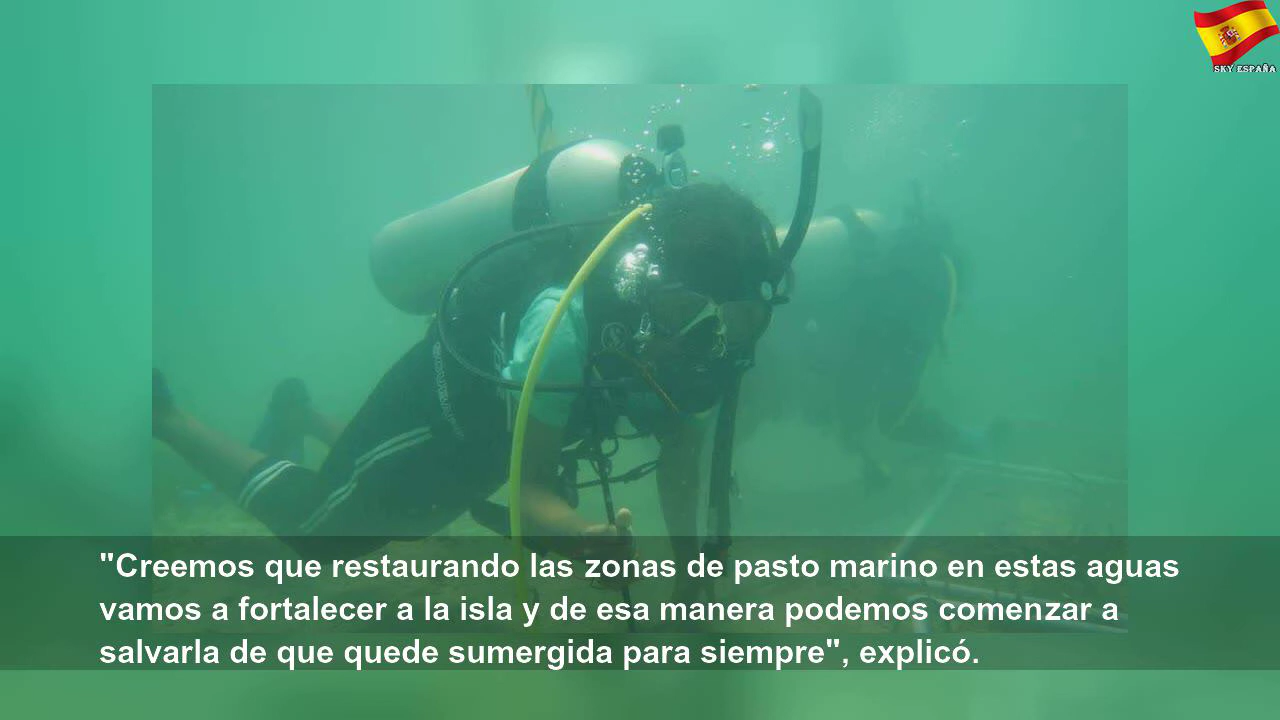 SKY ESPAÑA
"Creemos que restaurando las zonas de pasto marino en estas aguas
vamos a fortalecer a la isla y de esa manera podemos comenzar a
salvarla de que quede sumergida para siempre", explicó.